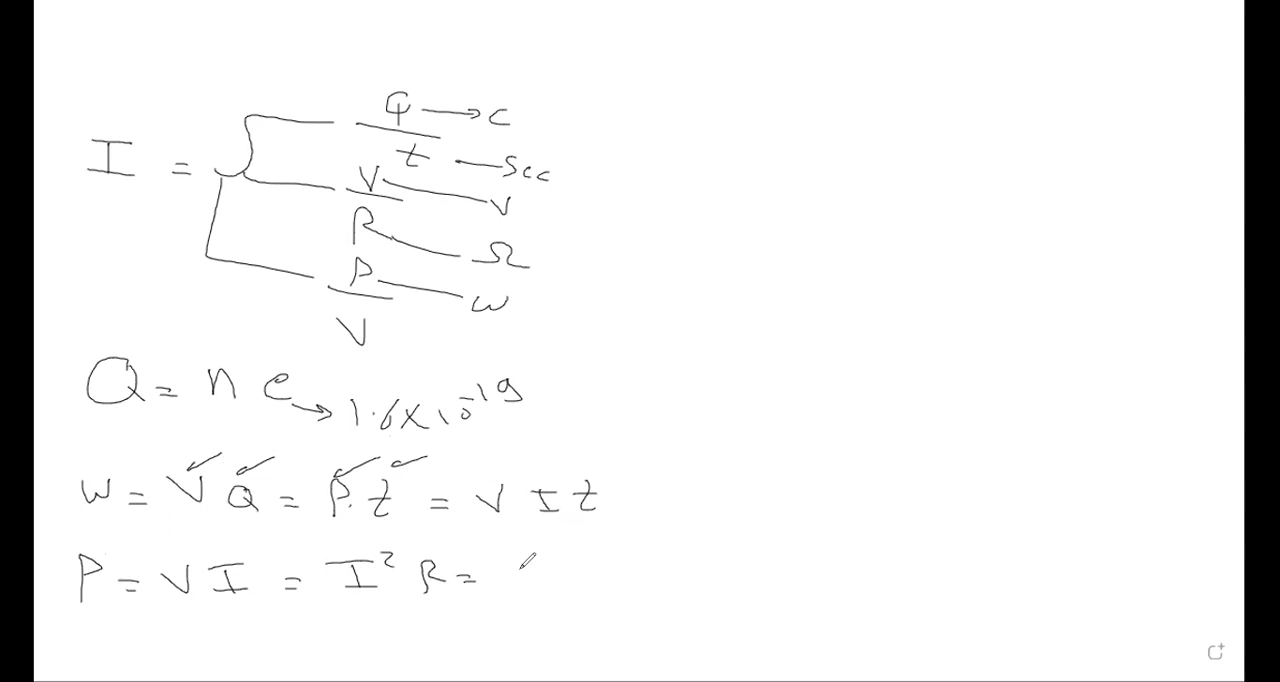 I = Q/t → C
sec
V/R V
Ω
P/V W
Q = n e → 1.6×10⁻¹⁹
W = V Q = P.t = V I t
P = V I = I² R =